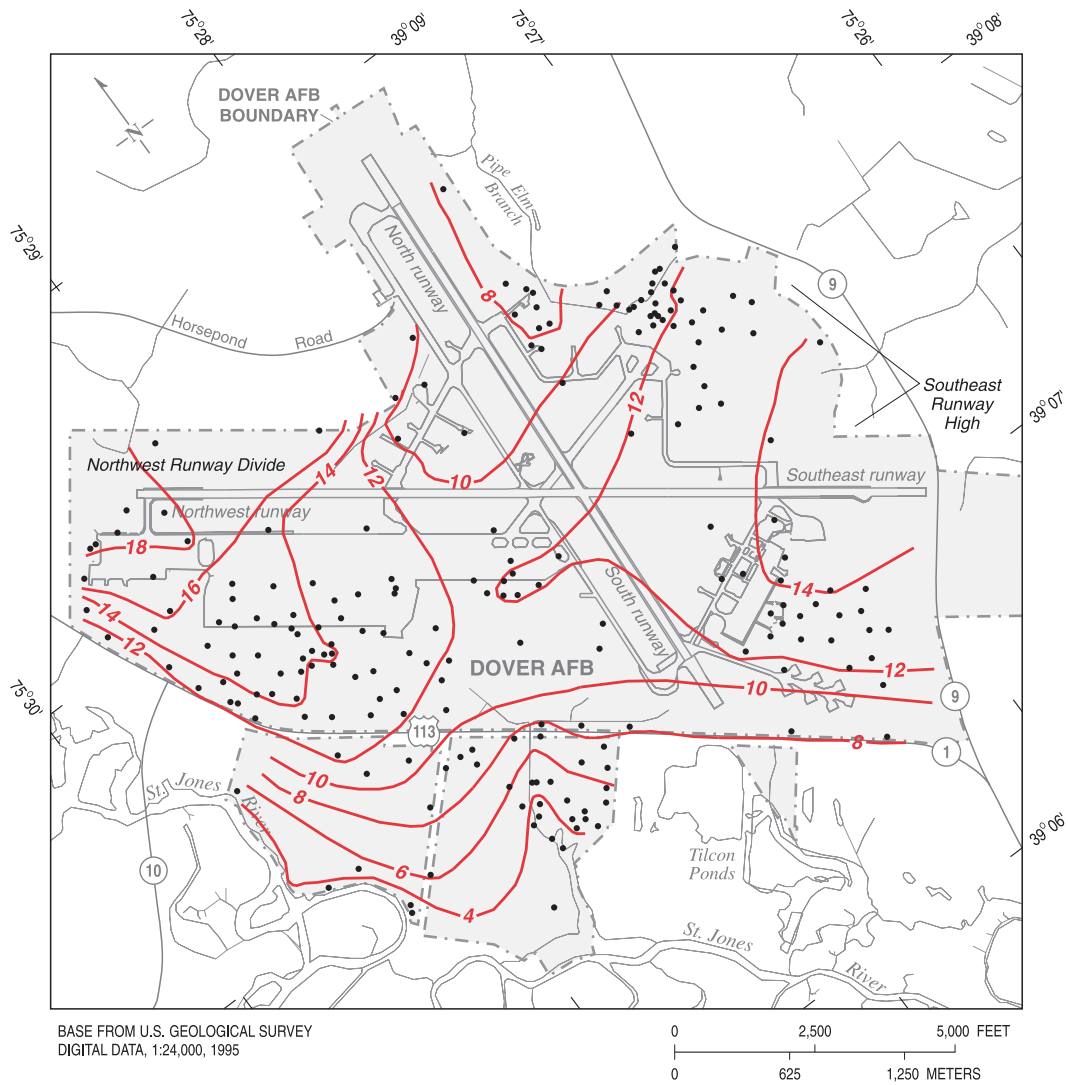 75°28'
39°09'
75°27'
75°26'
39°08'
DOVER AFB
BOUNDARY
N
Pipe Elm
Branch
75°29'
North runway
8
9
Horsepond Road
12
Southeast
Runway
High
39°07'
Northwest Runway Divide
14
12
10
Southeast runway
Northwest runway
18
16
14
14
12
South runway
DOVER AFB
12
10
75°30'
9
113
8
1
10
8
St. Jones
River
6
10
4
Tilcon
Ponds
39°06'
St. Jones
River
BASE FROM U.S. GEOLOGICAL SURVEY
DIGITAL DATA, 1:24,000, 1995
0 2,500 5,000 FEET
0 625 1,250 METERS